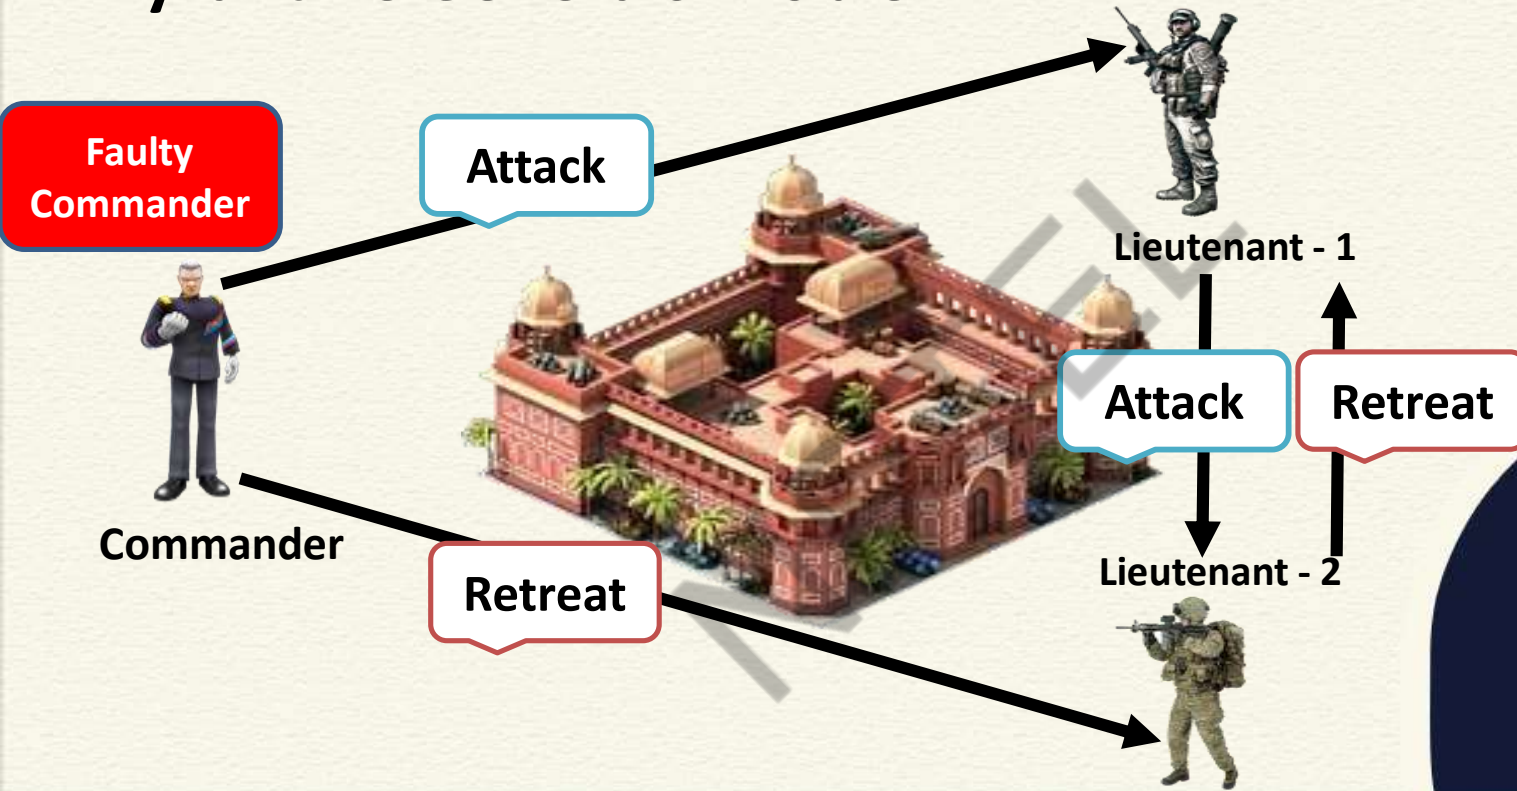 Faulty
Commander
Attack
Lieutenant - 1
Attack
Retreat
Commander
Retreat
Lieutenant - 2